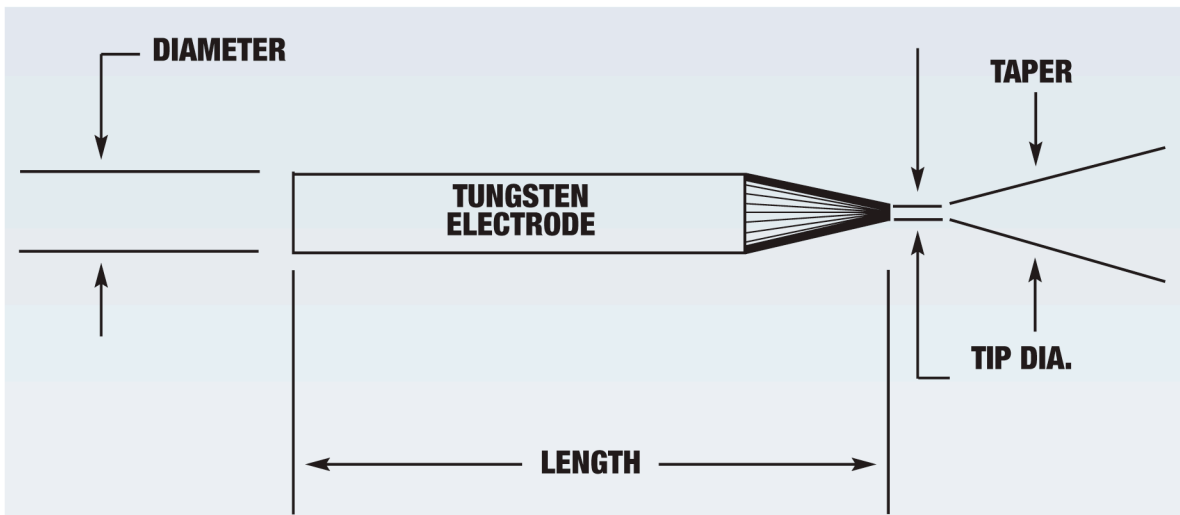 DIAMETER
TAPER
TUNGSTEN
ELECTRODE
TIP DIA.
LENGTH